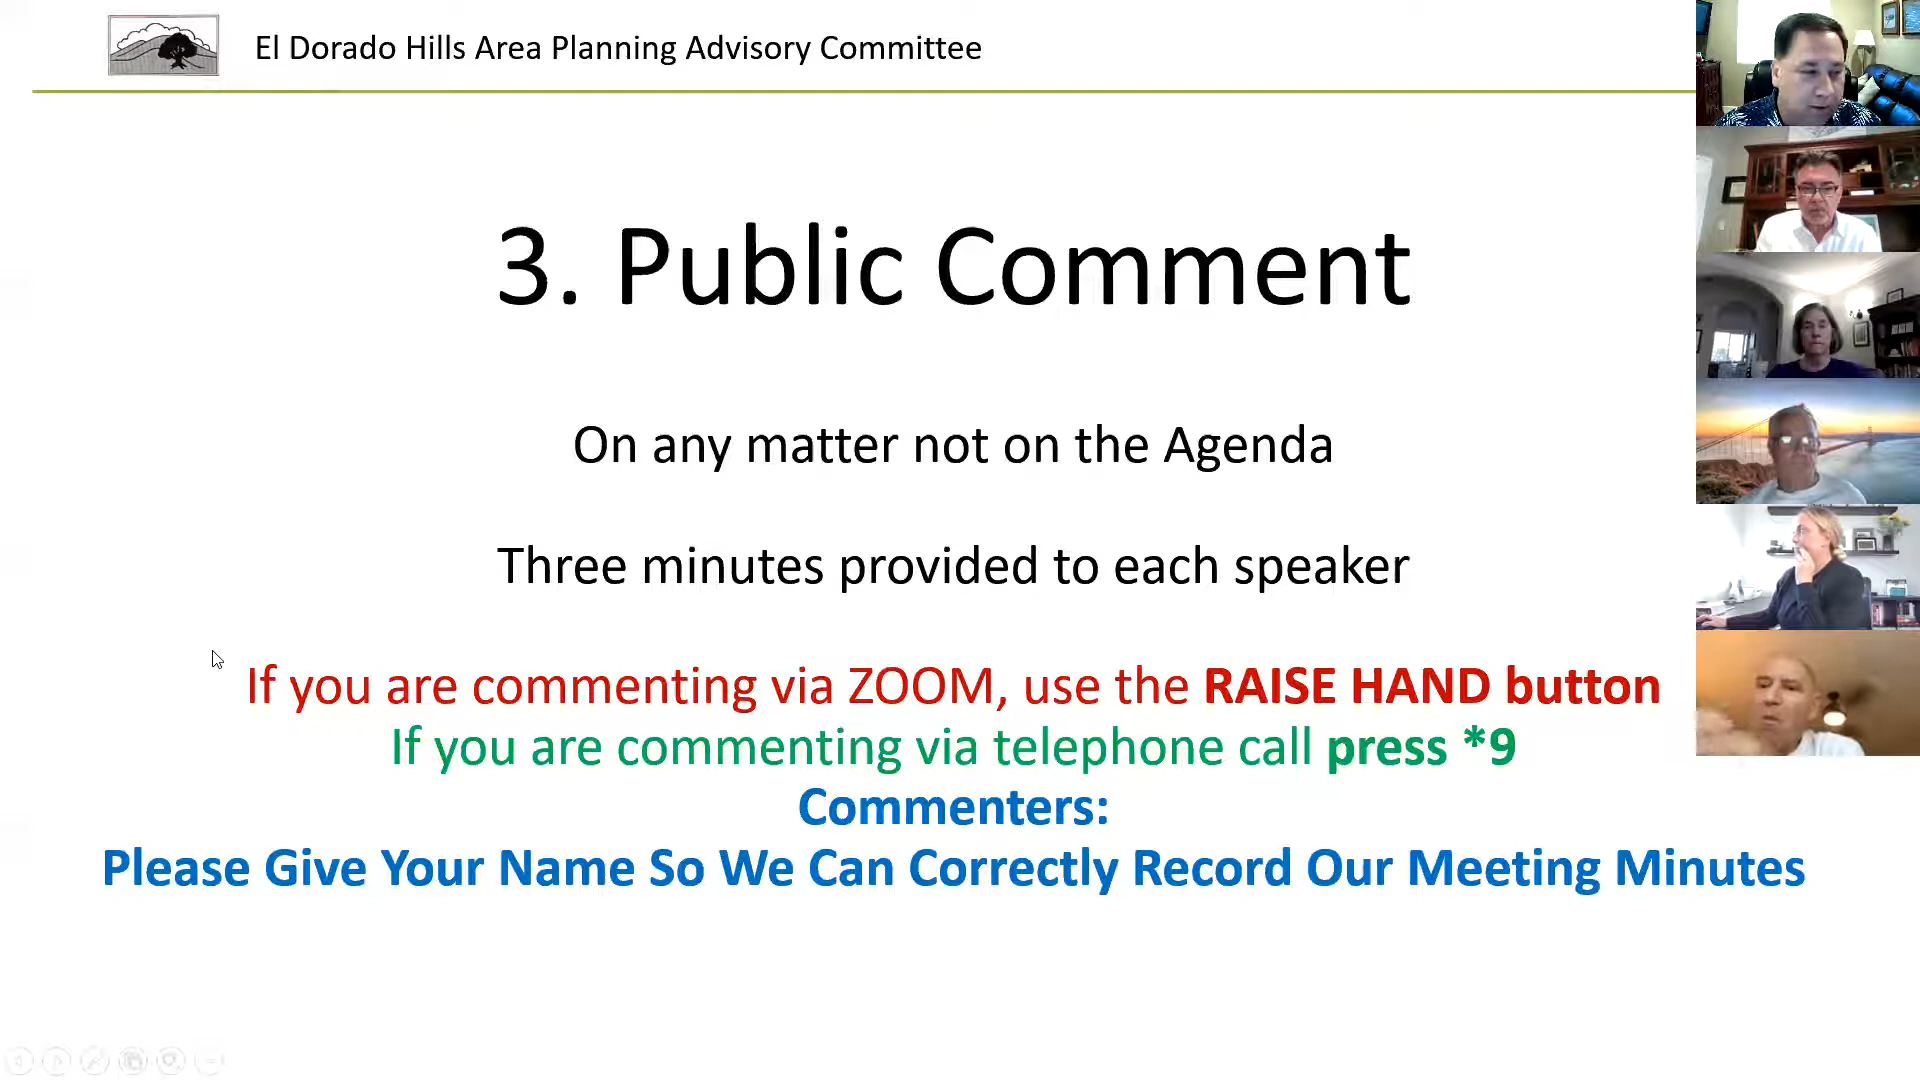 El Dorado Hills Area Planning Advisory Committee
3. Public Comment
On any matter not on the Agenda
Three minutes provided to each speaker
If you are commenting via ZOOM, use the RAISE HAND button
If you are commenting via telephone call press *9
Commenters:
Please Give Your Name So We Can Correctly Record Our Meeting Minutes